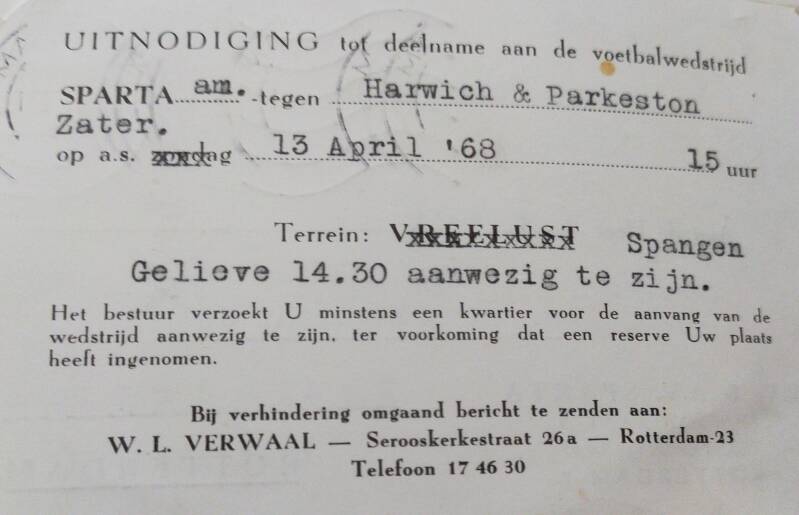 UITNODIGING tot deelname aan de voetbalwedstrijd
SPARTA am. -tegen Harwich & Parkeston
Zater.
op a.s. zondag 13 April '68 15 uur
Terrein: VREELUST Spangen
Gelieve 14.30 aanwezig te zijn.
Het bestuur verzoekt U minstens een kwartier voor de aanvang van de
wedstrijd aanwezig te zijn, ter voorkoming dat een reserve Uw plaats
heeft ingenomen.
Bij verhindering omgaand bericht te zenden aan:
W. L. VERWAAL — Serooskerkestraat 26a — Rotterdam-23
Telefoon 17 46 30